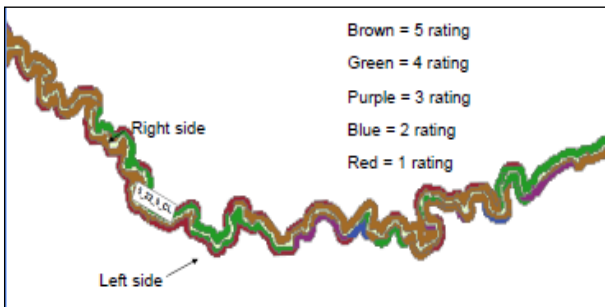 Brown = 5 rating
Green = 4 rating
Purple = 3 rating
Blue = 2 rating
Red = 1 rating
Right side
Left side